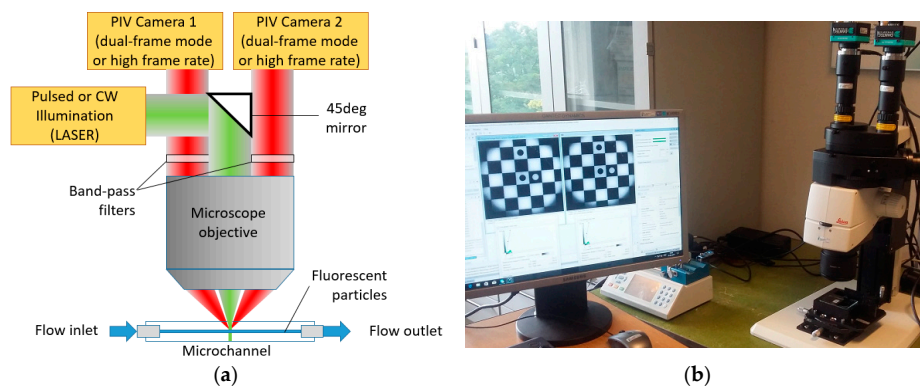 PIV Camera 1
(dual-frame mode
or high frame rate)
PIV Camera 2
(dual-frame mode
or high frame rate)
Pulsed or CW
Illumination
(LASER)
45deg
mirror
Band-pass
filters
Microscope
objective
Fluorescent
particles
Flow inlet
Flow outlet
Microchannel
(a)
Leica
SAMSUNG
(b)